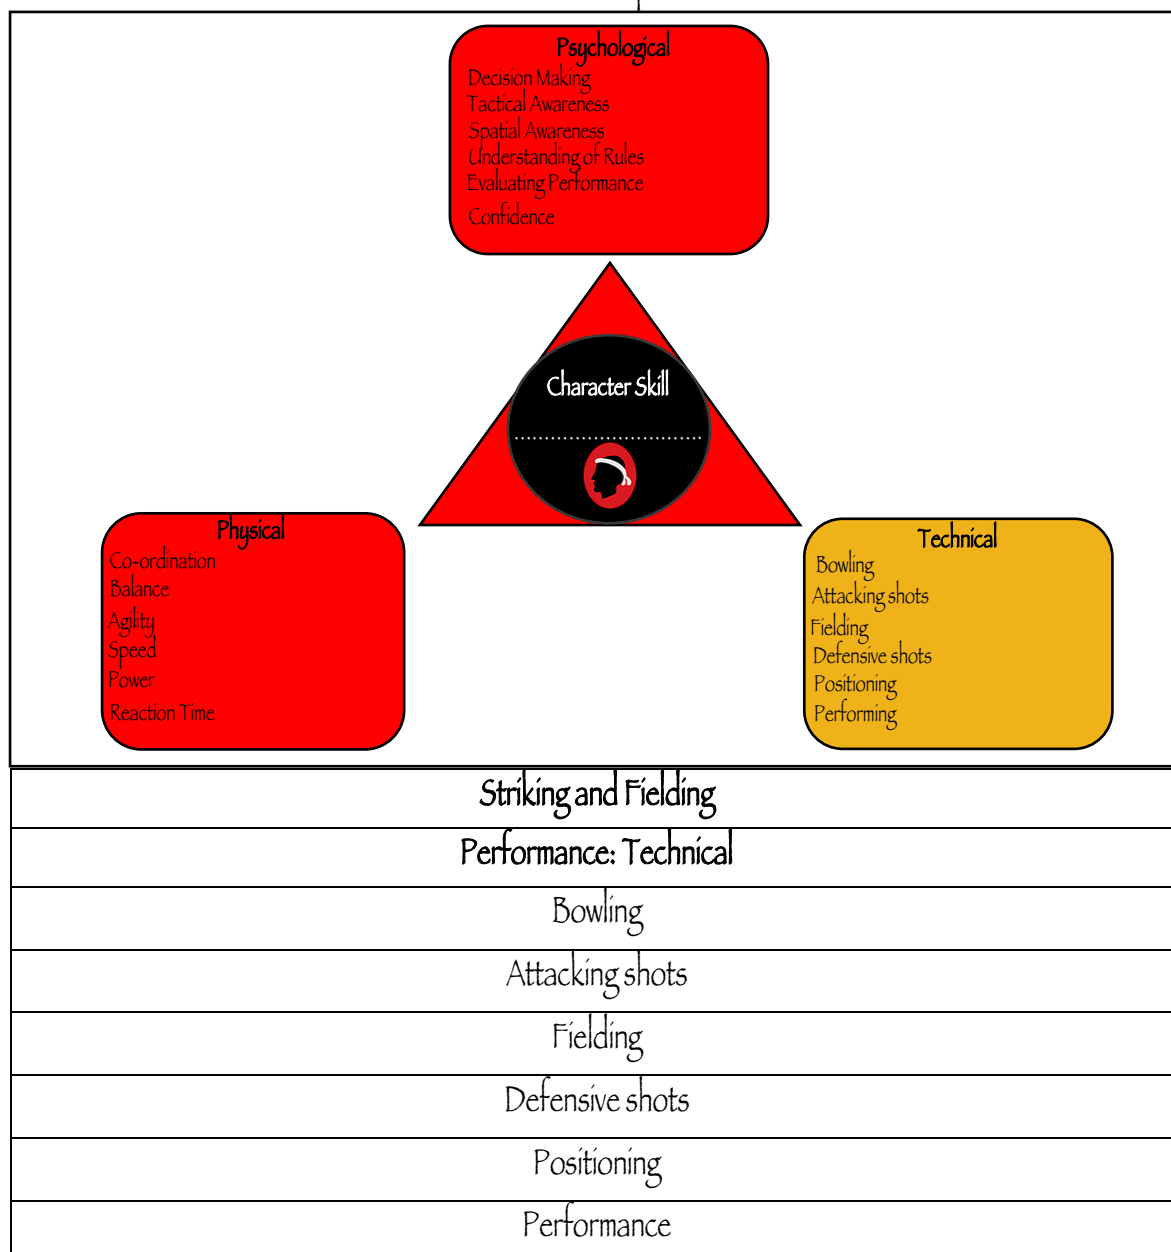 Psychological
Decision Making
Tactical Awareness
Spatial Awareness
Understanding of Rules
Evaluating Performance
Confidence
Character Skill
Physical
Co-ordination
Balance
Agility
Speed
Power
Reaction Time
Technical
Bowling
Attacking shots
Fielding
Defensive shots
Positioning
Performing
Striking and Fielding
Performance: Technical
Bowling
Attacking shots
Fielding
Defensive shots
Positioning
Performance